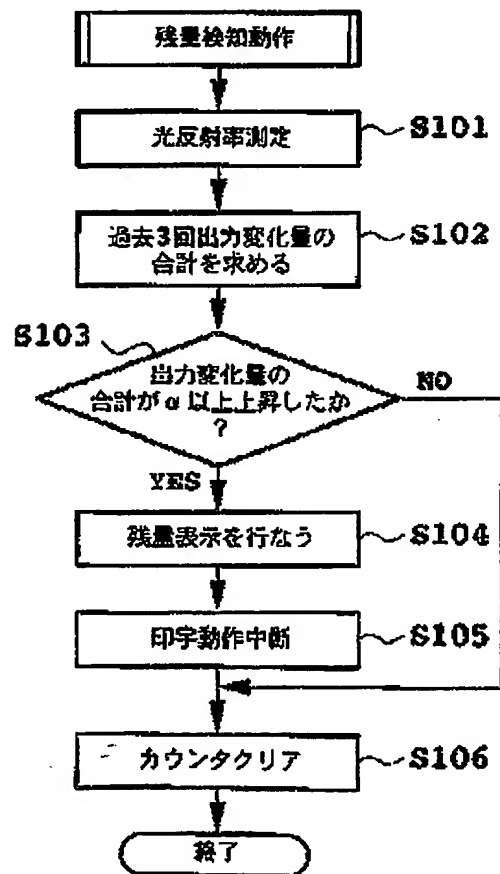 残量検知動作
光反射率測定
S101
過去3回出力変化量の
合計を求める
S102
S103
出力変化量の
合計がα以上上昇したか
?
NO
YES
残量表示を行なう
S104
印字動作中断
S105
カウンタクリア
S106
終了